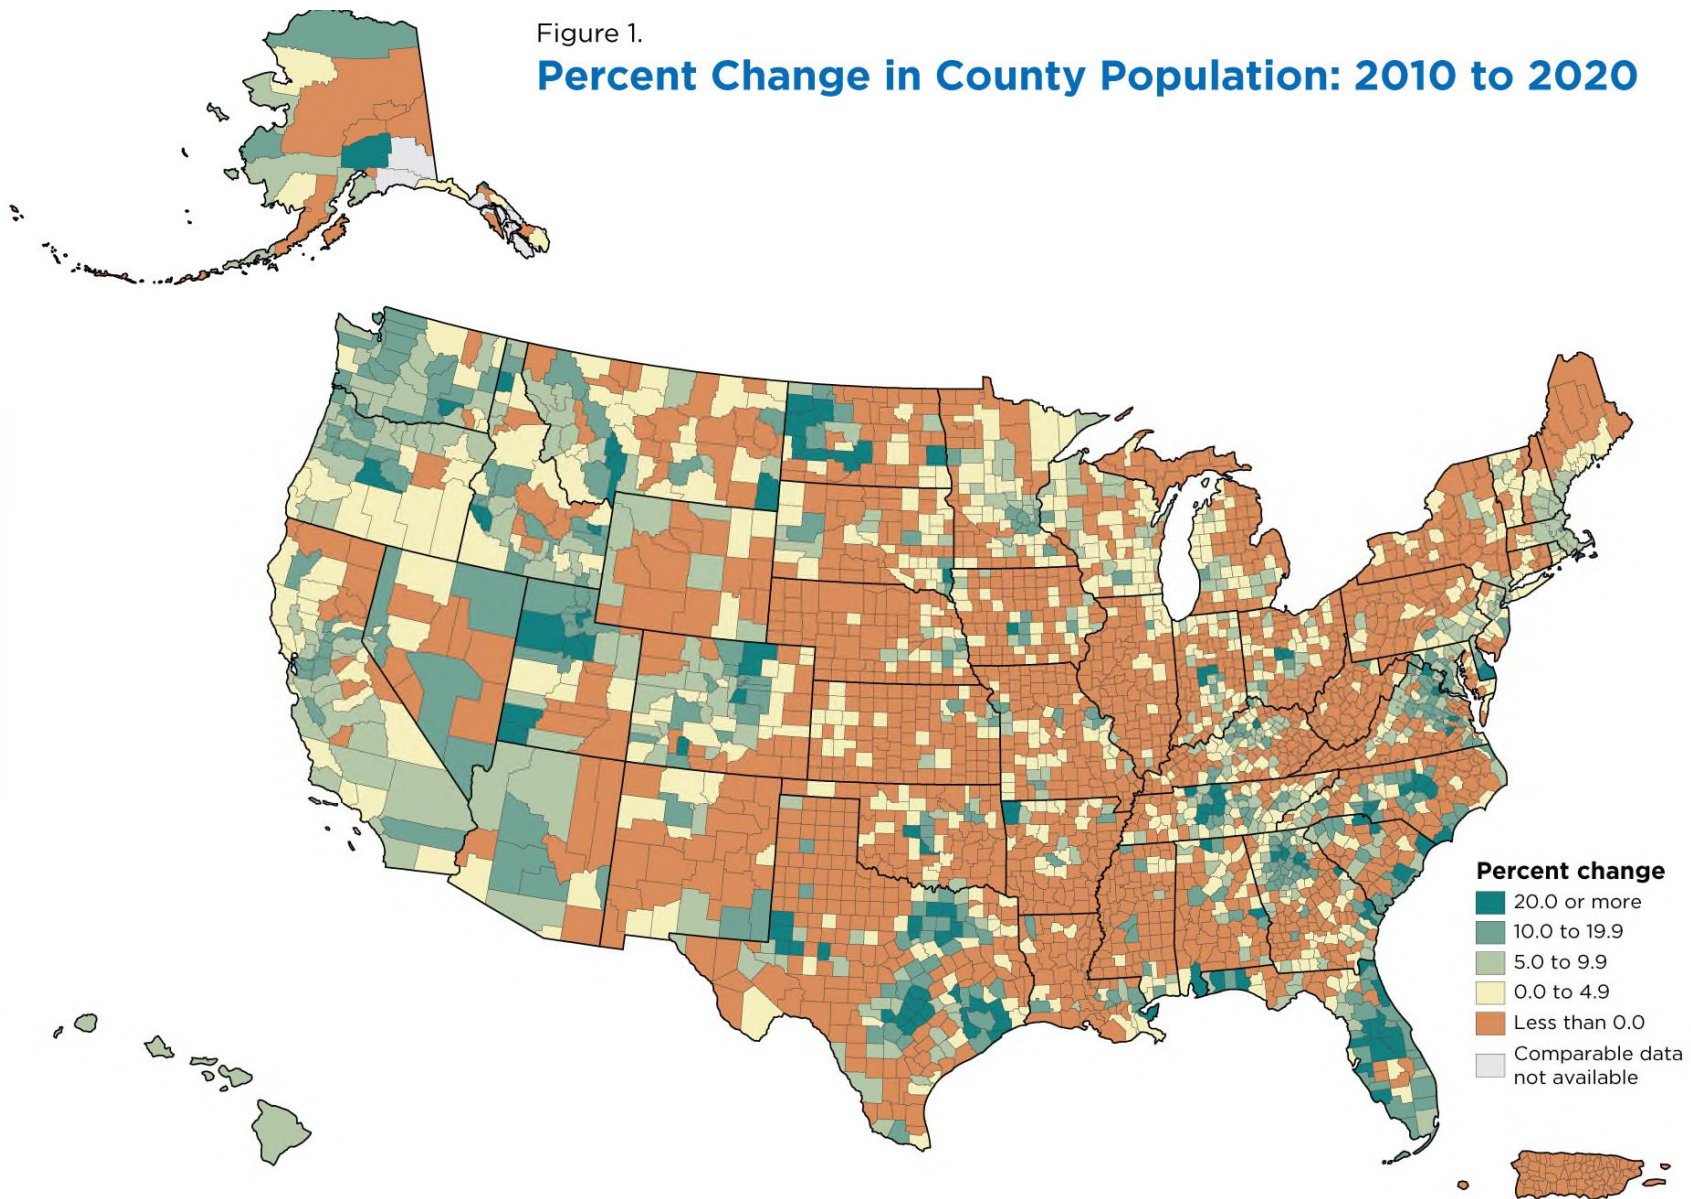 Figure 1.
Percent Change in County Population: 2010 to 2020
Percent change
20.0 or more
10.0 to 19.9
5.0 to 9.9
0.0 to 4.9
Less than 0.0
Comparable data
not available